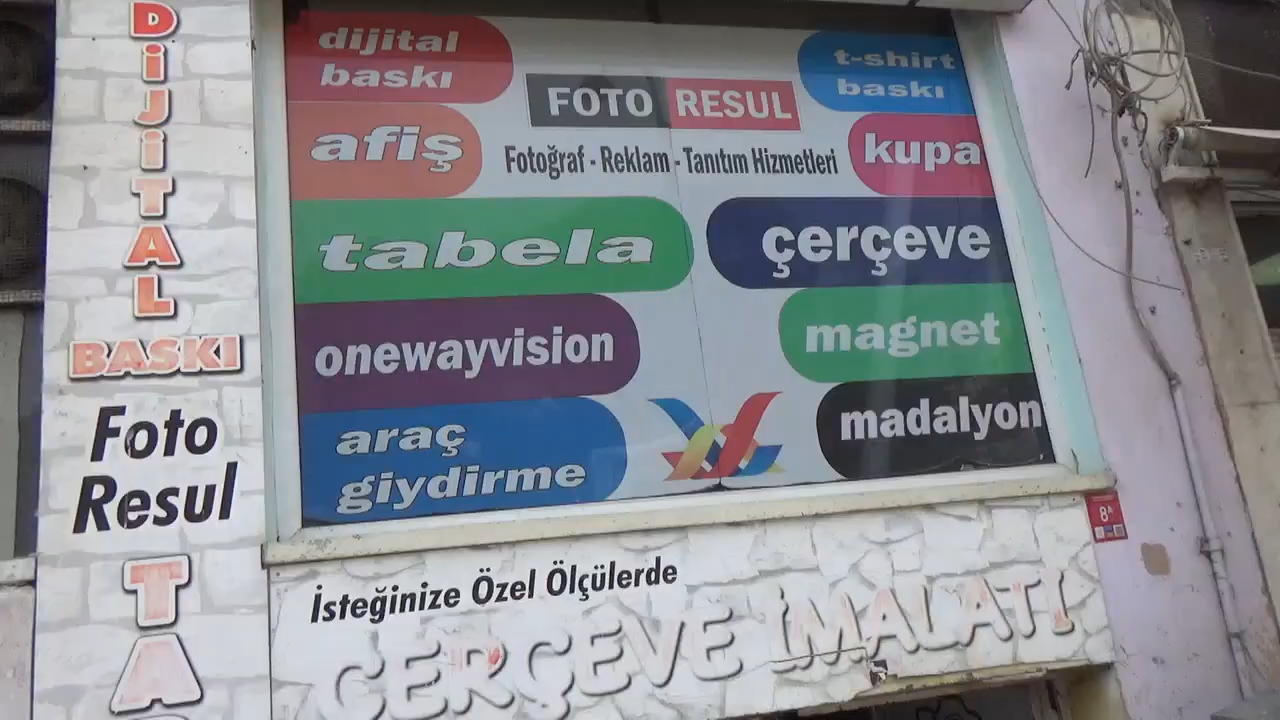 DİJİTAL
BASKI
Foto
Resul
dijital
baskı
afiş
tabela
onewayvision
araç
giydirme
FOTO RESUL
Fotoğraf - Reklam - Tanıtım Hizmetleri
t-shirt
baskı
kupa
çerçeve
magnet
madalyon
8A
İsteğinize Özel Ölçülerde
ÇERÇEVE İMALATI